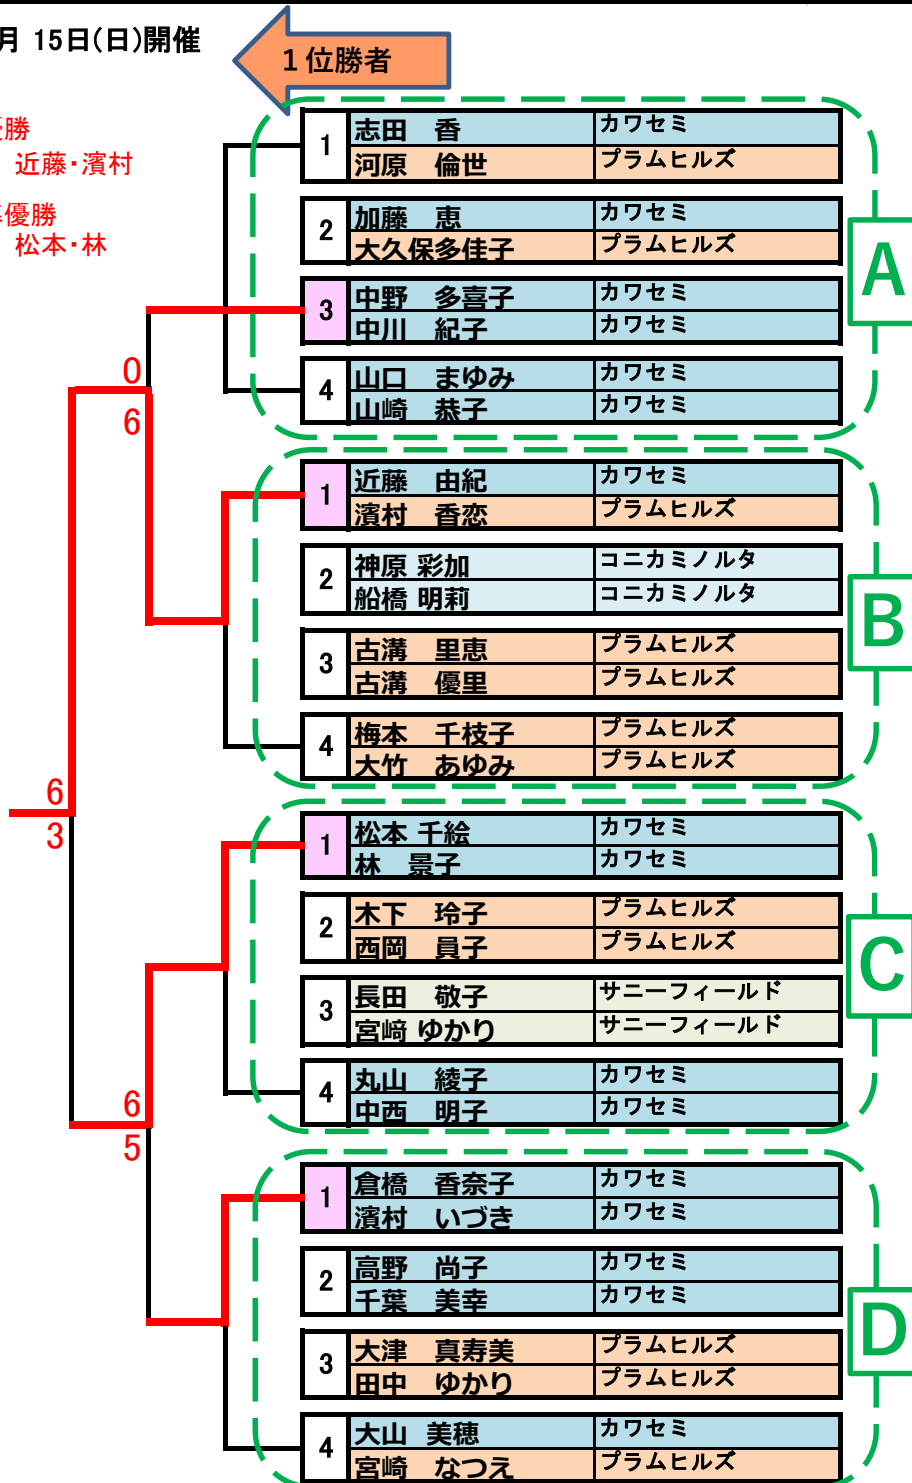 月 15日(日)開催
1位勝者
優勝
近藤・濱村
準優勝
松本・林
1 志田 香 カワセミ
河原 倫世 プラムヒルズ
2 加藤 恵 カワセミ
大久保多佳子 プラムヒルズ
A
3 中野 多喜子 カワセミ
中川 紀子 カワセミ
4 山口 まゆみ カワセミ
山崎 恭子 カワセミ
0
6
1 近藤 由紀 カワセミ
濱村 香恋 プラムヒルズ
2 神原 彩加 コニカミノルタ
船橋 明莉 コニカミノルタ
B
3 古溝 里恵 プラムヒルズ
古溝 優里 プラムヒルズ
4 梅本 千枝子 プラムヒルズ
大竹 あゆみ プラムヒルズ
6
3
1 松本 千絵 カワセミ
林 景子 カワセミ
2 木下 玲子 プラムヒルズ
西岡 員子 プラムヒルズ
C
3 長田 敬子 サニーフィールド
宮﨑 ゆかり サニーフィールド
4 丸山 綾子 カワセミ
中西 明子 カワセミ
6
5
1 倉橋 香奈子 カワセミ
濱村 いづき カワセミ
2 高野 尚子 カワセミ
千葉 美幸 カワセミ
D
3 大津 真寿美 プラムヒルズ
田中 ゆかり プラムヒルズ
4 大山 美穂 カワセミ
宮崎 なつえ プラムヒルズ